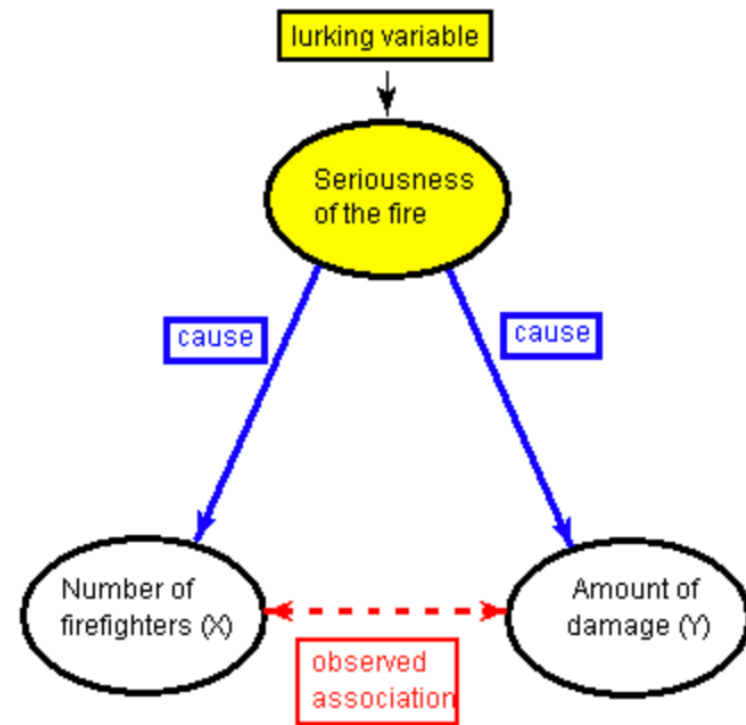 lurking variable
Seriousness
of the fire
cause
cause
Number of
firefighters (X)
Amount of
damage (Y)
observed
association